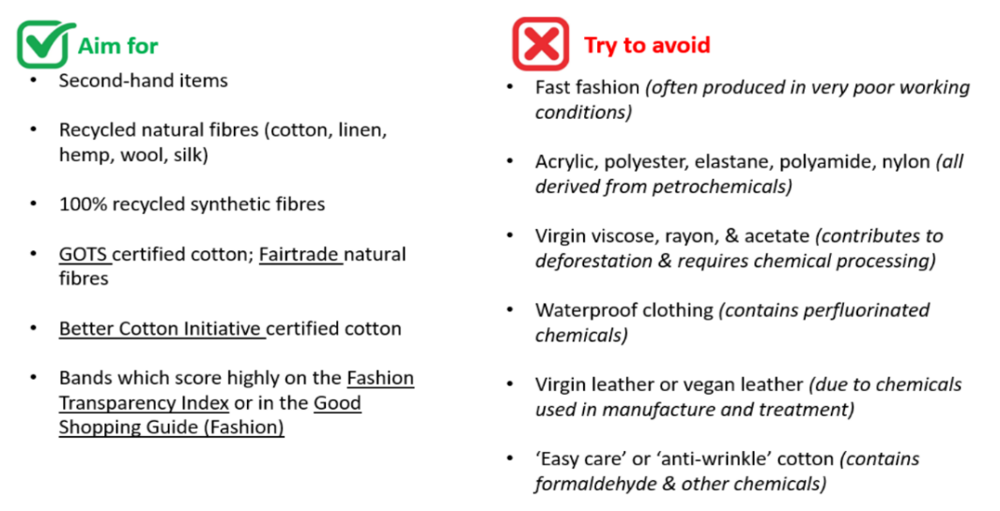 Aim for
• Second-hand items
• Recycled natural fibres (cotton, linen,
hemp, wool, silk)
• 100% recycled synthetic fibres
• GOTS certified cotton; Fairtrade natural
fibres
• Better Cotton Initiative certified cotton
• Bands which score highly on the Fashion
Transparency Index or in the Good
Shopping Guide (Fashion)
Try to avoid
• Fast fashion (often produced in very poor working
conditions)
• Acrylic, polyester, elastane, polyamide, nylon (all
derived from petrochemicals)
• Virgin viscose, rayon, & acetate (contributes to
deforestation & requires chemical processing)
• Waterproof clothing (contains perfluorinated
chemicals)
• Virgin leather or vegan leather (due to chemicals
used in manufacture and treatment)
• ‘Easy care’ or ‘anti-wrinkle’ cotton (contains
formaldehyde & other chemicals)